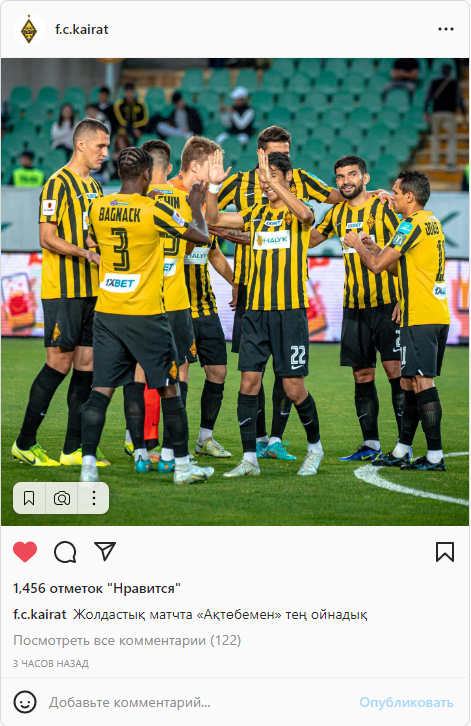 f.c.kairat
BAGNACK
3
1XBET
HALYK
22
1,456 отметок "Нравится"
f.c.kairat Жолдастық матчта «Ақтөбемен» тең ойнадық
Посмотреть все комментарии (122)
3 ЧАСОВ НАЗАД
Добавьте комментарий...
Опубликовать